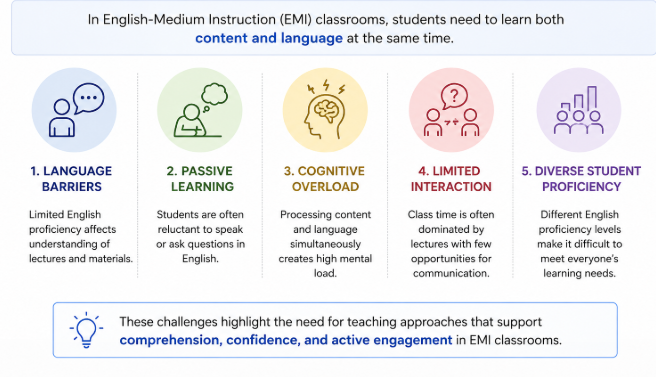 In English-Medium Instruction (EMI) classrooms, students need to learn both
content and language at the same time.
?
1. LANGUAGE
BARRIERS
Limited English
proficiency affects
understanding of
lectures and materials.
2. PASSIVE
LEARNING
Students are often
reluctant to speak
or ask questions in
English.
3. COGNITIVE
OVERLOAD
Processing content
and language
simultaneously
creates high mental
load.
4. LIMITED
INTERACTION
Class time is often
dominated by
lectures with few
opportunities for
communication.
5. DIVERSE STUDENT
PROFICIENCY
Different English
proficiency levels
make it difficult to
meet everyone's
learning needs.
These challenges highlight the need for teaching approaches that support
comprehension, confidence, and active engagement in EMI classrooms.